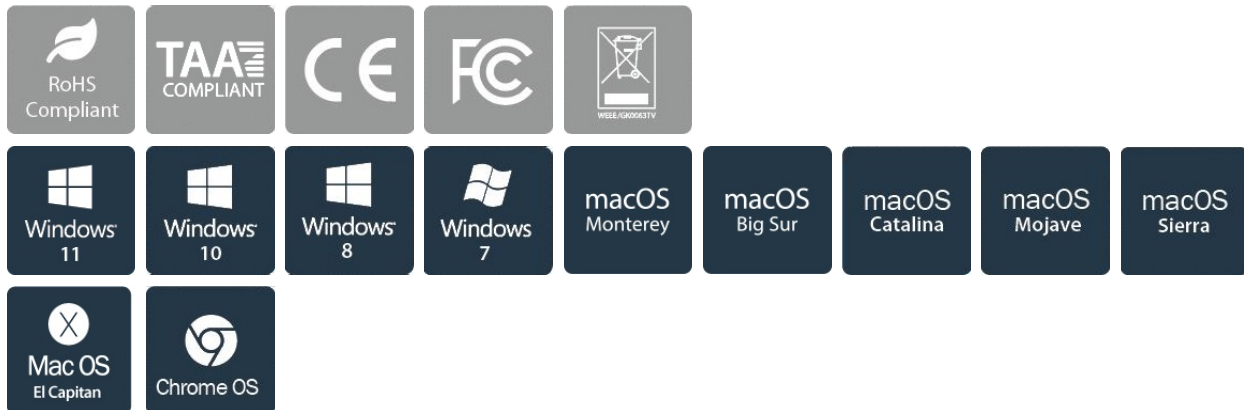 RoHS
Compliant
TAA
COMPLIANT
CE
FC
WEEE/GK0063TV
Windows
11
Windows
10
Windows
8
Windows
7
macOS
Monterey
macOS
Big Sur
macOS
Catalina
macOS
Mojave
macOS
Sierra
X
Mac OS
El Capitan
Chrome OS